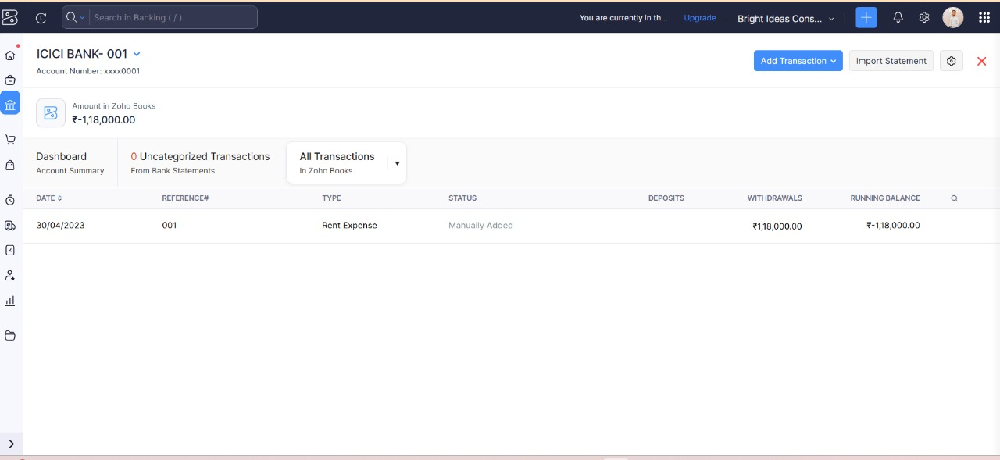 Search in Banking ( / )
You are currently in th...
Upgrade
Bright Ideas Cons...
ICICI BANK- 001
Account Number: xxxx0001
Add Transaction
Import Statement
Amount in Zoho Books
₹-1,18,000.00
Dashboard
Account Summary
0 Uncategorized Transactions
From Bank Statements
All Transactions
In Zoho Books
DATE REFERENCE# TYPE STATUS DEPOSITS WITHDRAWALS RUNNING BALANCE
30/04/2023 001 Rent Expense Manually Added ₹1,18,000.00 ₹-1,18,000.00